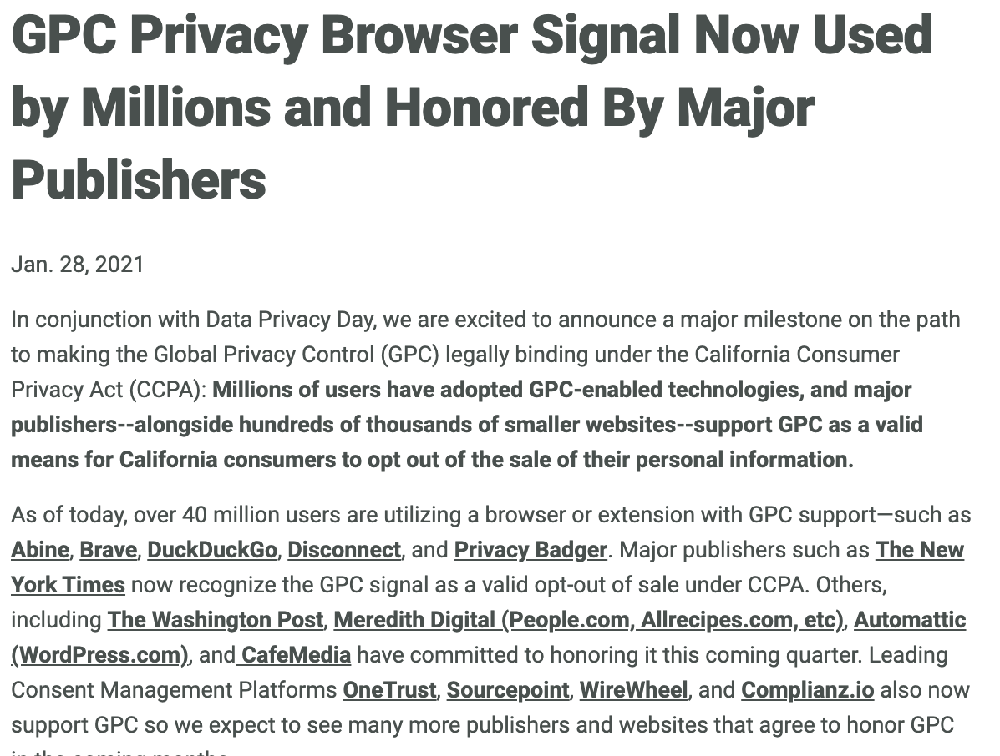 GPC Privacy Browser Signal Now Used
by Millions and Honored By Major
Publishers
Jan. 28, 2021
In conjunction with Data Privacy Day, we are excited to announce a major milestone on the path
to making the Global Privacy Control (GPC) legally binding under the California Consumer
Privacy Act (CCPA): Millions of users have adopted GPC-enabled technologies, and major
publishers--alongside hundreds of thousands of smaller websites--support GPC as a valid
means for California consumers to opt out of the sale of their personal information.
As of today, over 40 million users are utilizing a browser or extension with GPC support—such as
Abine, Brave, DuckDuckGo, Disconnect, and Privacy Badger. Major publishers such as The New
York Times now recognize the GPC signal as a valid opt-out of sale under CCPA. Others,
including The Washington Post, Meredith Digital (People.com, Allrecipes.com, etc), Automattic
(WordPress.com), and CafeMedia have committed to honoring it this coming quarter. Leading
Consent Management Platforms OneTrust, Sourcepoint, WireWheel, and Complianz.io also now
support GPC so we expect to see many more publishers and websites that agree to honor GPC